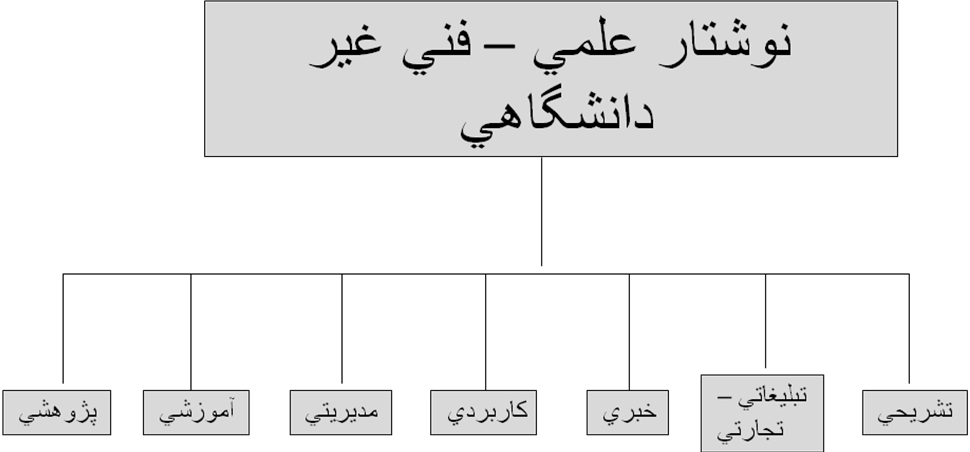 نوشتار علمي – فني غير
دانشگاهي
تشريحي
تبليغاتي –
تجارتي
خبري
كاربردي
مديريتي
آموزشي
پژوهشي